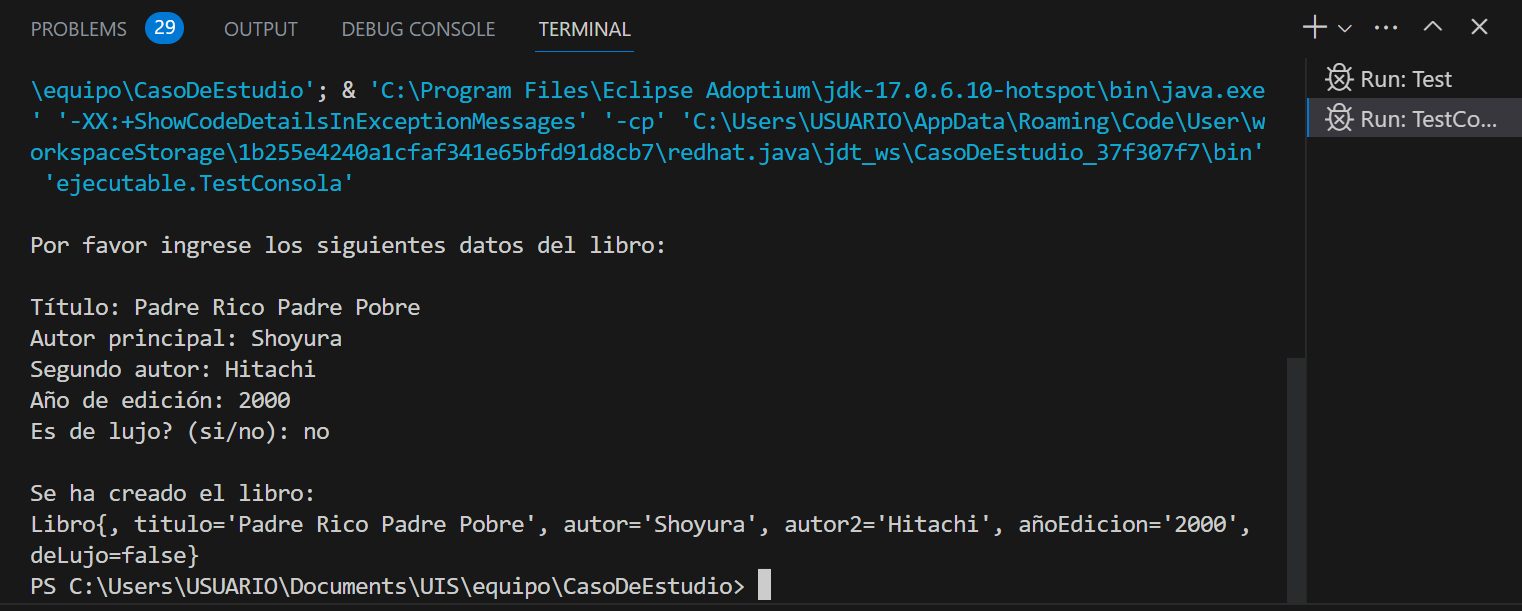 PROBLEMS 29 OUTPUT DEBUG CONSOLE TERMINAL
\equipo\CasoDeEstudio'; & 'C:\Program Files\Eclipse Adoptium\jdk-17.0.6.10-hotspot\bin\java.exe
' '-XX:+ShowCodeDetailsInExceptionMessages' '-cp' 'C:\Users\USUARIO\AppData\Roaming\Code\User\w
orkspaceStorage\1b255e4240a1cfaf341e65bfd91d8cb7\redhat.java\jdt_ws\CasoDeEstudio_37f307f7\bin'
'ejecutable.TestConsola'
Por favor ingrese los siguientes datos del libro:
Título: Padre Rico Padre Pobre
Autor principal: Shoyura
Segundo autor: Hitachi
Año de edición: 2000
Es de lujo? (si/no): no
Se ha creado el libro:
Libro{, titulo='Padre Rico Padre Pobre', autor='Shoyura', autor2='Hitachi', añoEdicion='2000',
deLujo=false}
PS C:\Users\USUARIO\Documents\UIS\equipo\CasoDeEstudio>
Run: Test
Run: TestCo...